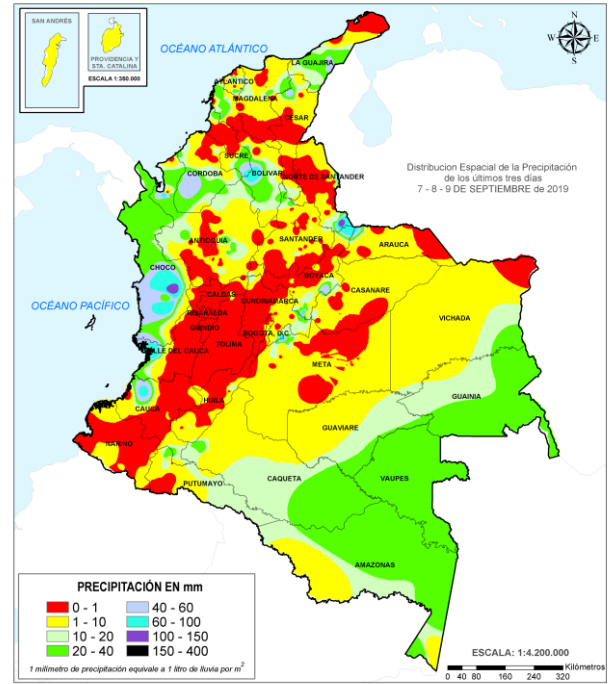 SAN ANDRÉS
PROVIDENCIA Y
STA. CATALINA
ESCALA 1:380.000
OCÉANO ATLÁNTICO
N
W
E
S
LA GUAJIRA
ATLANTICO
MAGDALENA
CESAR
SUCRE
CORDOBA
BOLIVAR
NORTE DE SANTANDER
Distribucion Espacial de la Precipitación
de los últimos tres días
7 - 8 - 9 DE SEPTIEMBRE de 2019
ANTIOQUIA
SANTANDER
ARAUCA
CHOCO
BOYACA
CASANARE
OCÉANO PACÍFICO
CALDAS
CUNDINAMARCA
RISARALDA
VICHADA
QUINDIO
BOGOTA, D.C.
VALLE DEL CAUCA
TOLIMA
META
GUAINIA
CAUCA
HUILA
GUAVIARE
NARIÑO
PUTUMAYO
CAQUETA
VAUPES
AMAZONAS
PRECIPITACIÓN EN mm
0 - 1
40 - 60
1 - 10
60 - 100
10 - 20
100 - 150
20 - 40
150 - 400
1 milimetro de precipitación equivale a 1 litro de lluvia por m2
ESCALA: 1:4.200.000
Kilómetros
0 40 80 160 240 320